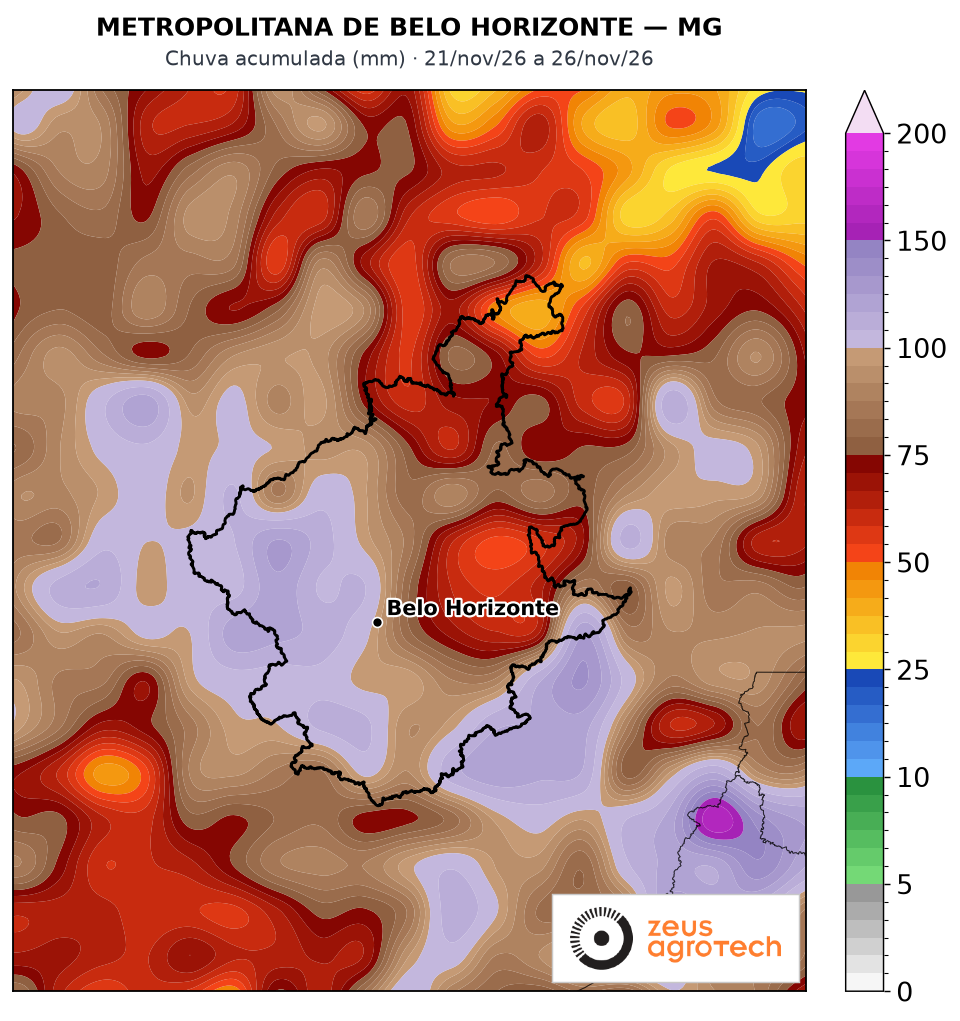 METROPOLITANA DE BELO HORIZONTE — MG
Chuva acumulada (mm) · 21/nov/26 a 26/nov/26
200
150
100
75
50
25
10
5
0
Belo Horizonte
zeus
agrotech